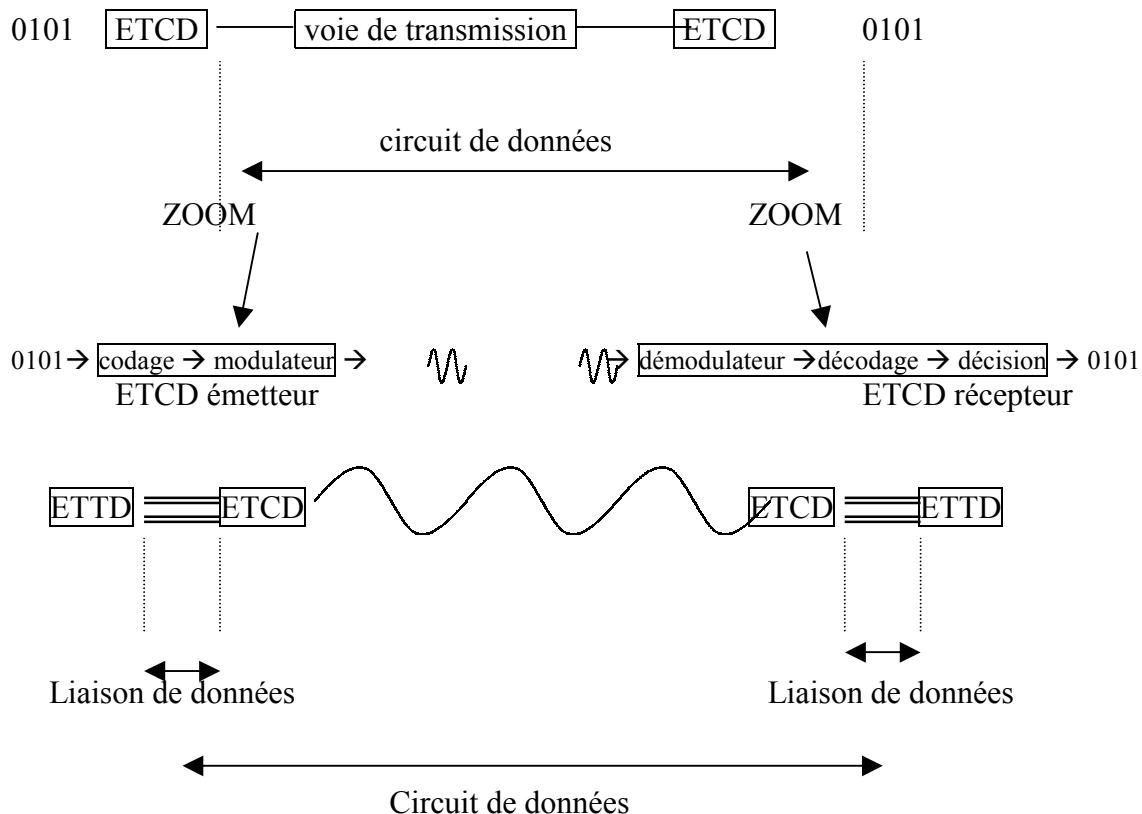 0101 ETCD voie de transmission ETCD 0101
circuit de données
ZOOM ZOOM
0101→ codage → modulateur → → démodulateur →décodage → décision → 0101
ETCD émetteur ETCD récepteur
ETTD ETCD ETCD ETTD
Liaison de données Liaison de données
Circuit de données